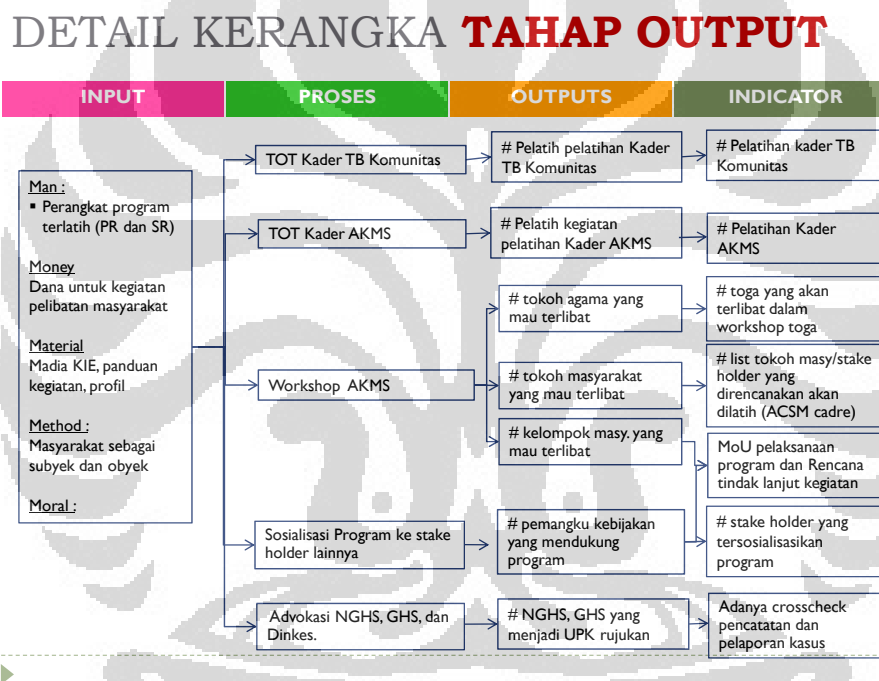 DETAIL KERANGKA TAHAP OUTPUT
INPUT
PROSES
OUTPUTS
INDICATOR
Man :
▪ Perangkat program
terlatih (PR dan SR)
Money
Dana untuk kegiatan
pelibatan masyarakat
Material
Madia KIE, panduan
kegiatan, profil
Method :
Masyarakat sebagai
subyek dan obyek
Moral :
TOT Kader TB Komunitas
# Pelatih pelatihan Kader
TB Komunitas
# Pelatihan kader TB
Komunitas
TOT Kader AKMS
# Pelatih kegiatan
pelatihan Kader AKMS
# Pelatihan Kader
AKMS
Workshop AKMS
# tokoh agama yang
mau terlibat
# toga yang akan
terlibat dalam
workshop toga
# tokoh masyarakat
yang mau terlibat
# list tokoh masy/stake
holder yang
direncanakan akan
dilatih (ACSM cadre)
# kelompok masy. yang
mau terlibat
MoU pelaksanaan
program dan Rencana
tindak lanjut kegiatan
Sosialisasi Program ke stake
holder lainnya
# pemangku kebijakan
yang mendukung
program
# stake holder yang
tersosialisasikan
program
Advokasi NGHS, GHS, dan
Dinkes.
# NGHS, GHS yang
menjadi UPK rujukan
Adanya crosscheck
pencatatan dan
pelaporan kasus